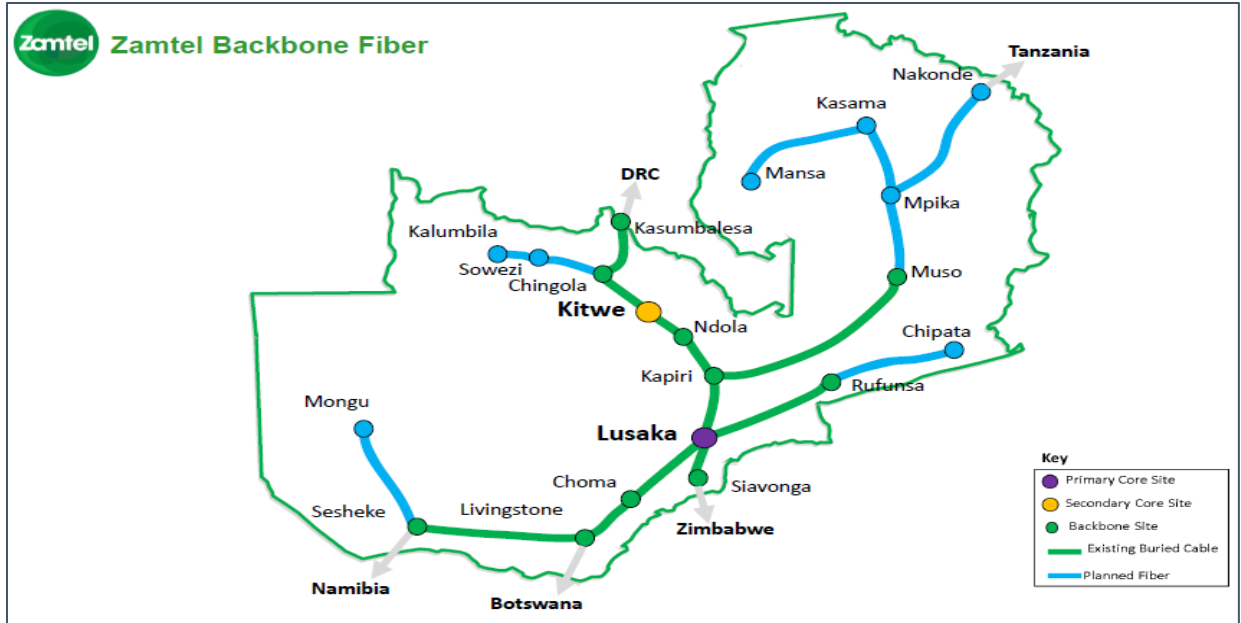 Zamtel
Zamtel Backbone Fiber
Tanzania
Nakonde
Kasama
DRC
Mansa
Mpika
Kasumbalesa
Kalumbila
Sowezi
Chingola
Muso
Kitwe
Ndola
Chipata
Kapiri
Rufunsa
Mongu
Lusaka
Choma
Siavonga
Sesheke
Livingstone
Zimbabwe
Namibia
Botswana
Key
Primary Core Site
Secondary Core Site
Backbone Site
Existing Buried Cable
Planned Fiber